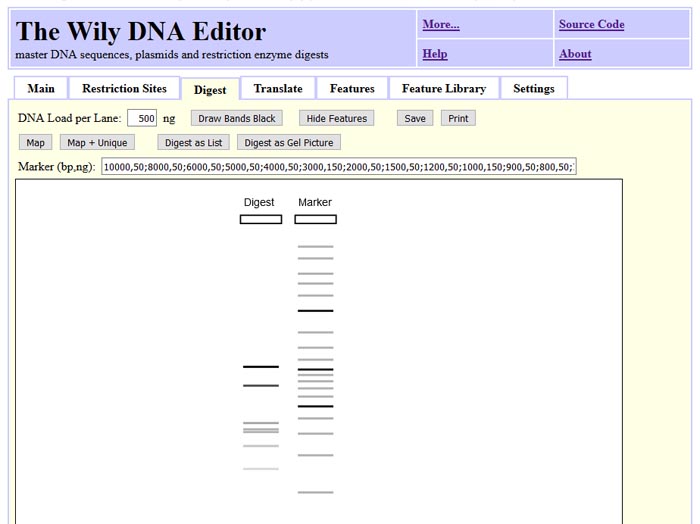 The Wily DNA Editor
master DNA sequences, plasmids and restriction enzyme digests
More...
Source Code
Help
About
Main
Restriction Sites
Digest
Translate
Features
Feature Library
Settings
DNA Load per Lane: 500 ng
Draw Bands Black
Hide Features
Save
Print
Map
Map + Unique
Digest as List
Digest as Gel Picture
Marker (bp,ng): 10000,50;8000,50;6000,50;5000,50;4000,50;3000,150;2000,50;1500,50;1200,50;1000,150;900,50;800,50;
Digest
Marker